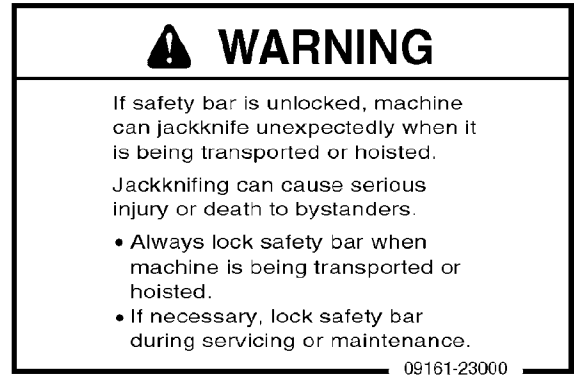 WARNING
If safety bar is unlocked, machine
can jackknife unexpectedly when it
is being transported or hoisted.
Jackknifing can cause serious
injury or death to bystanders.
• Always lock safety bar when
machine is being transported or
hoisted.
• If necessary, lock safety bar
during servicing or maintenance.
09161-23000